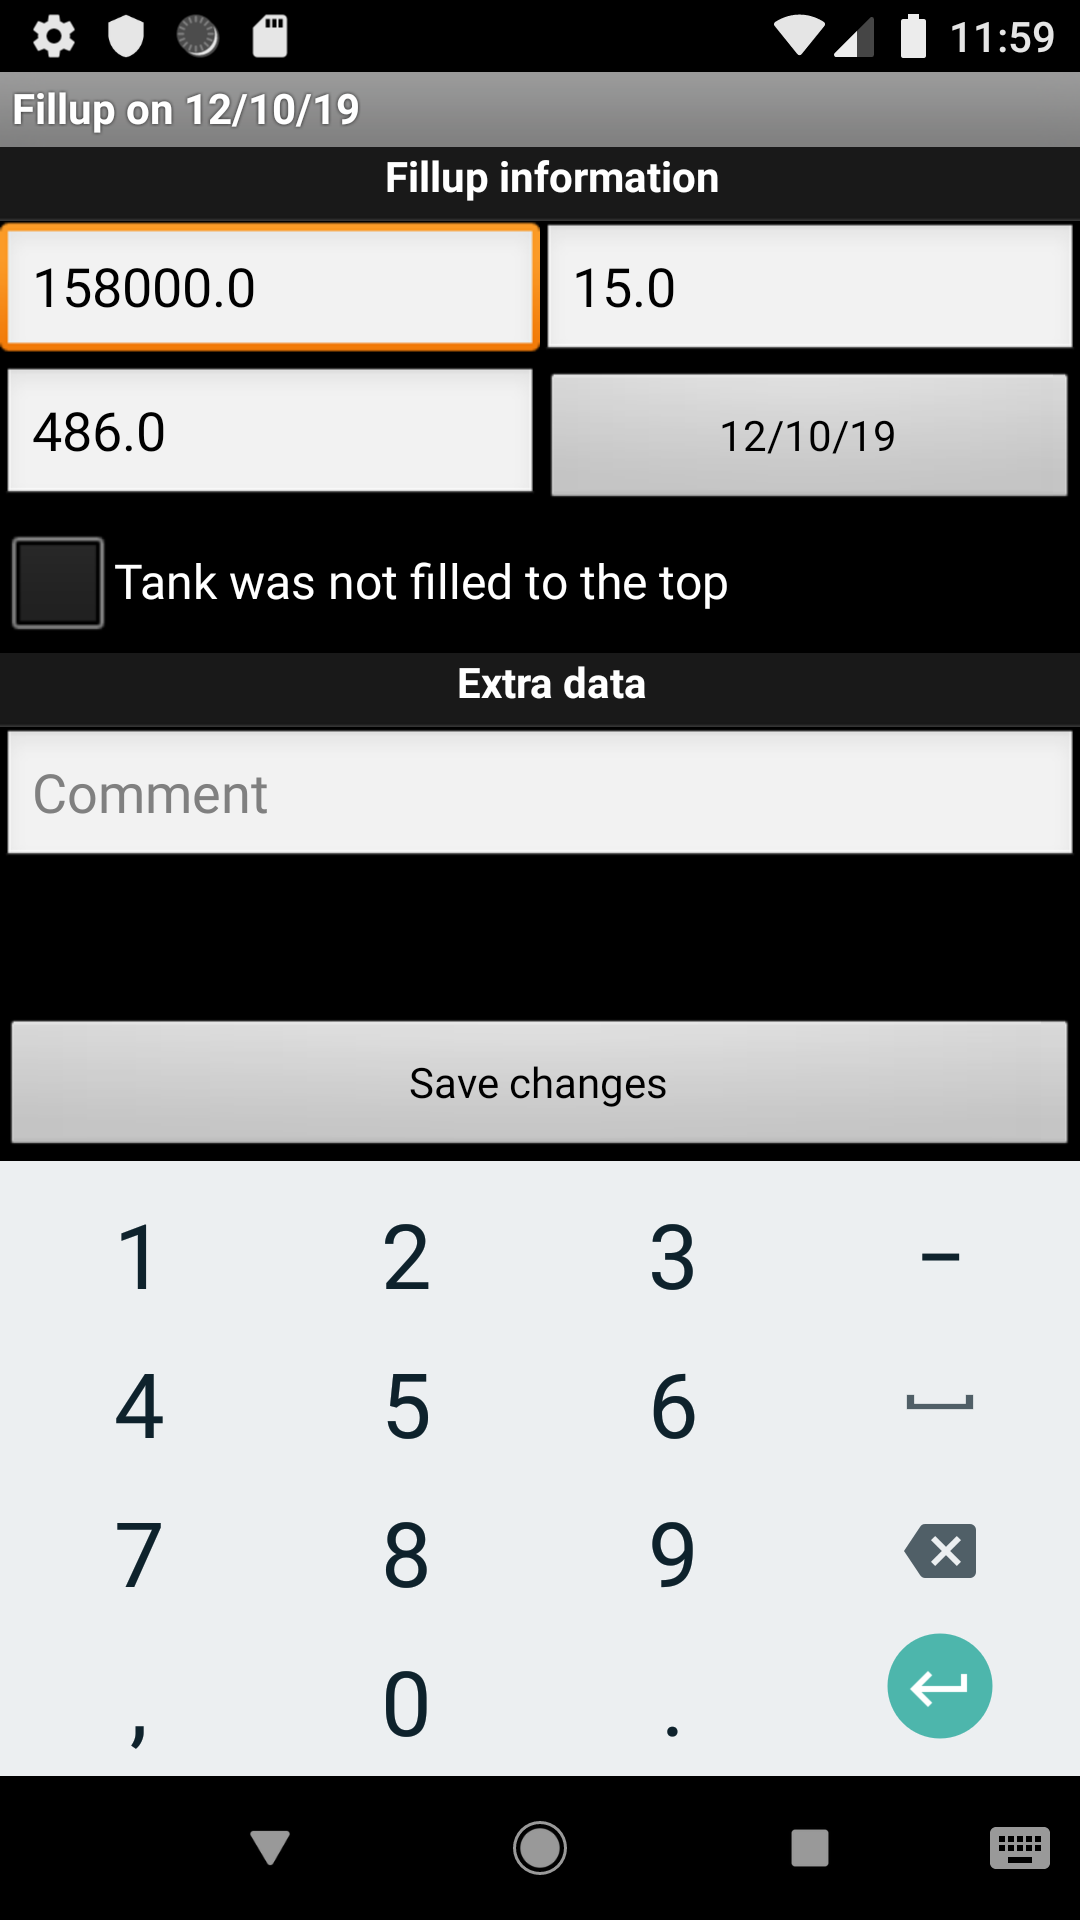 11:59
Fillup on 12/10/19
Fillup information
158000.0 15.0
486.0 12/10/19
Tank was not filled to the top
Extra data
Comment
Save changes
1 2 3 –
4 5 6
7 8 9
, 0 .